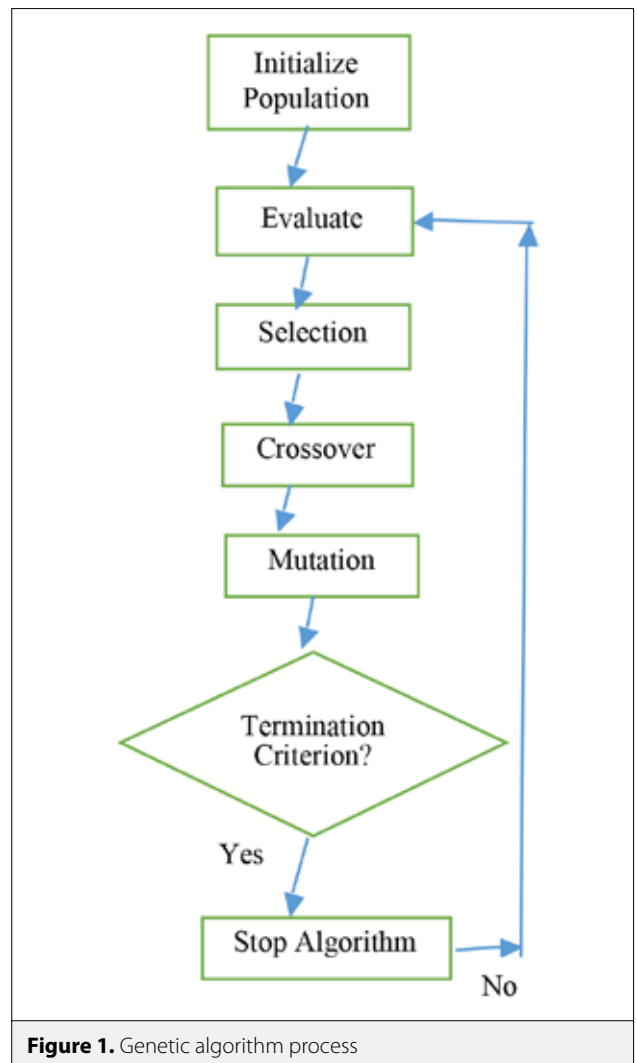 Initialize
Population
Evaluate
Selection
Crossover
Mutation
Termination
Criterion?
Yes
Stop Algorithm
No
Figure 1. Genetic algorithm process